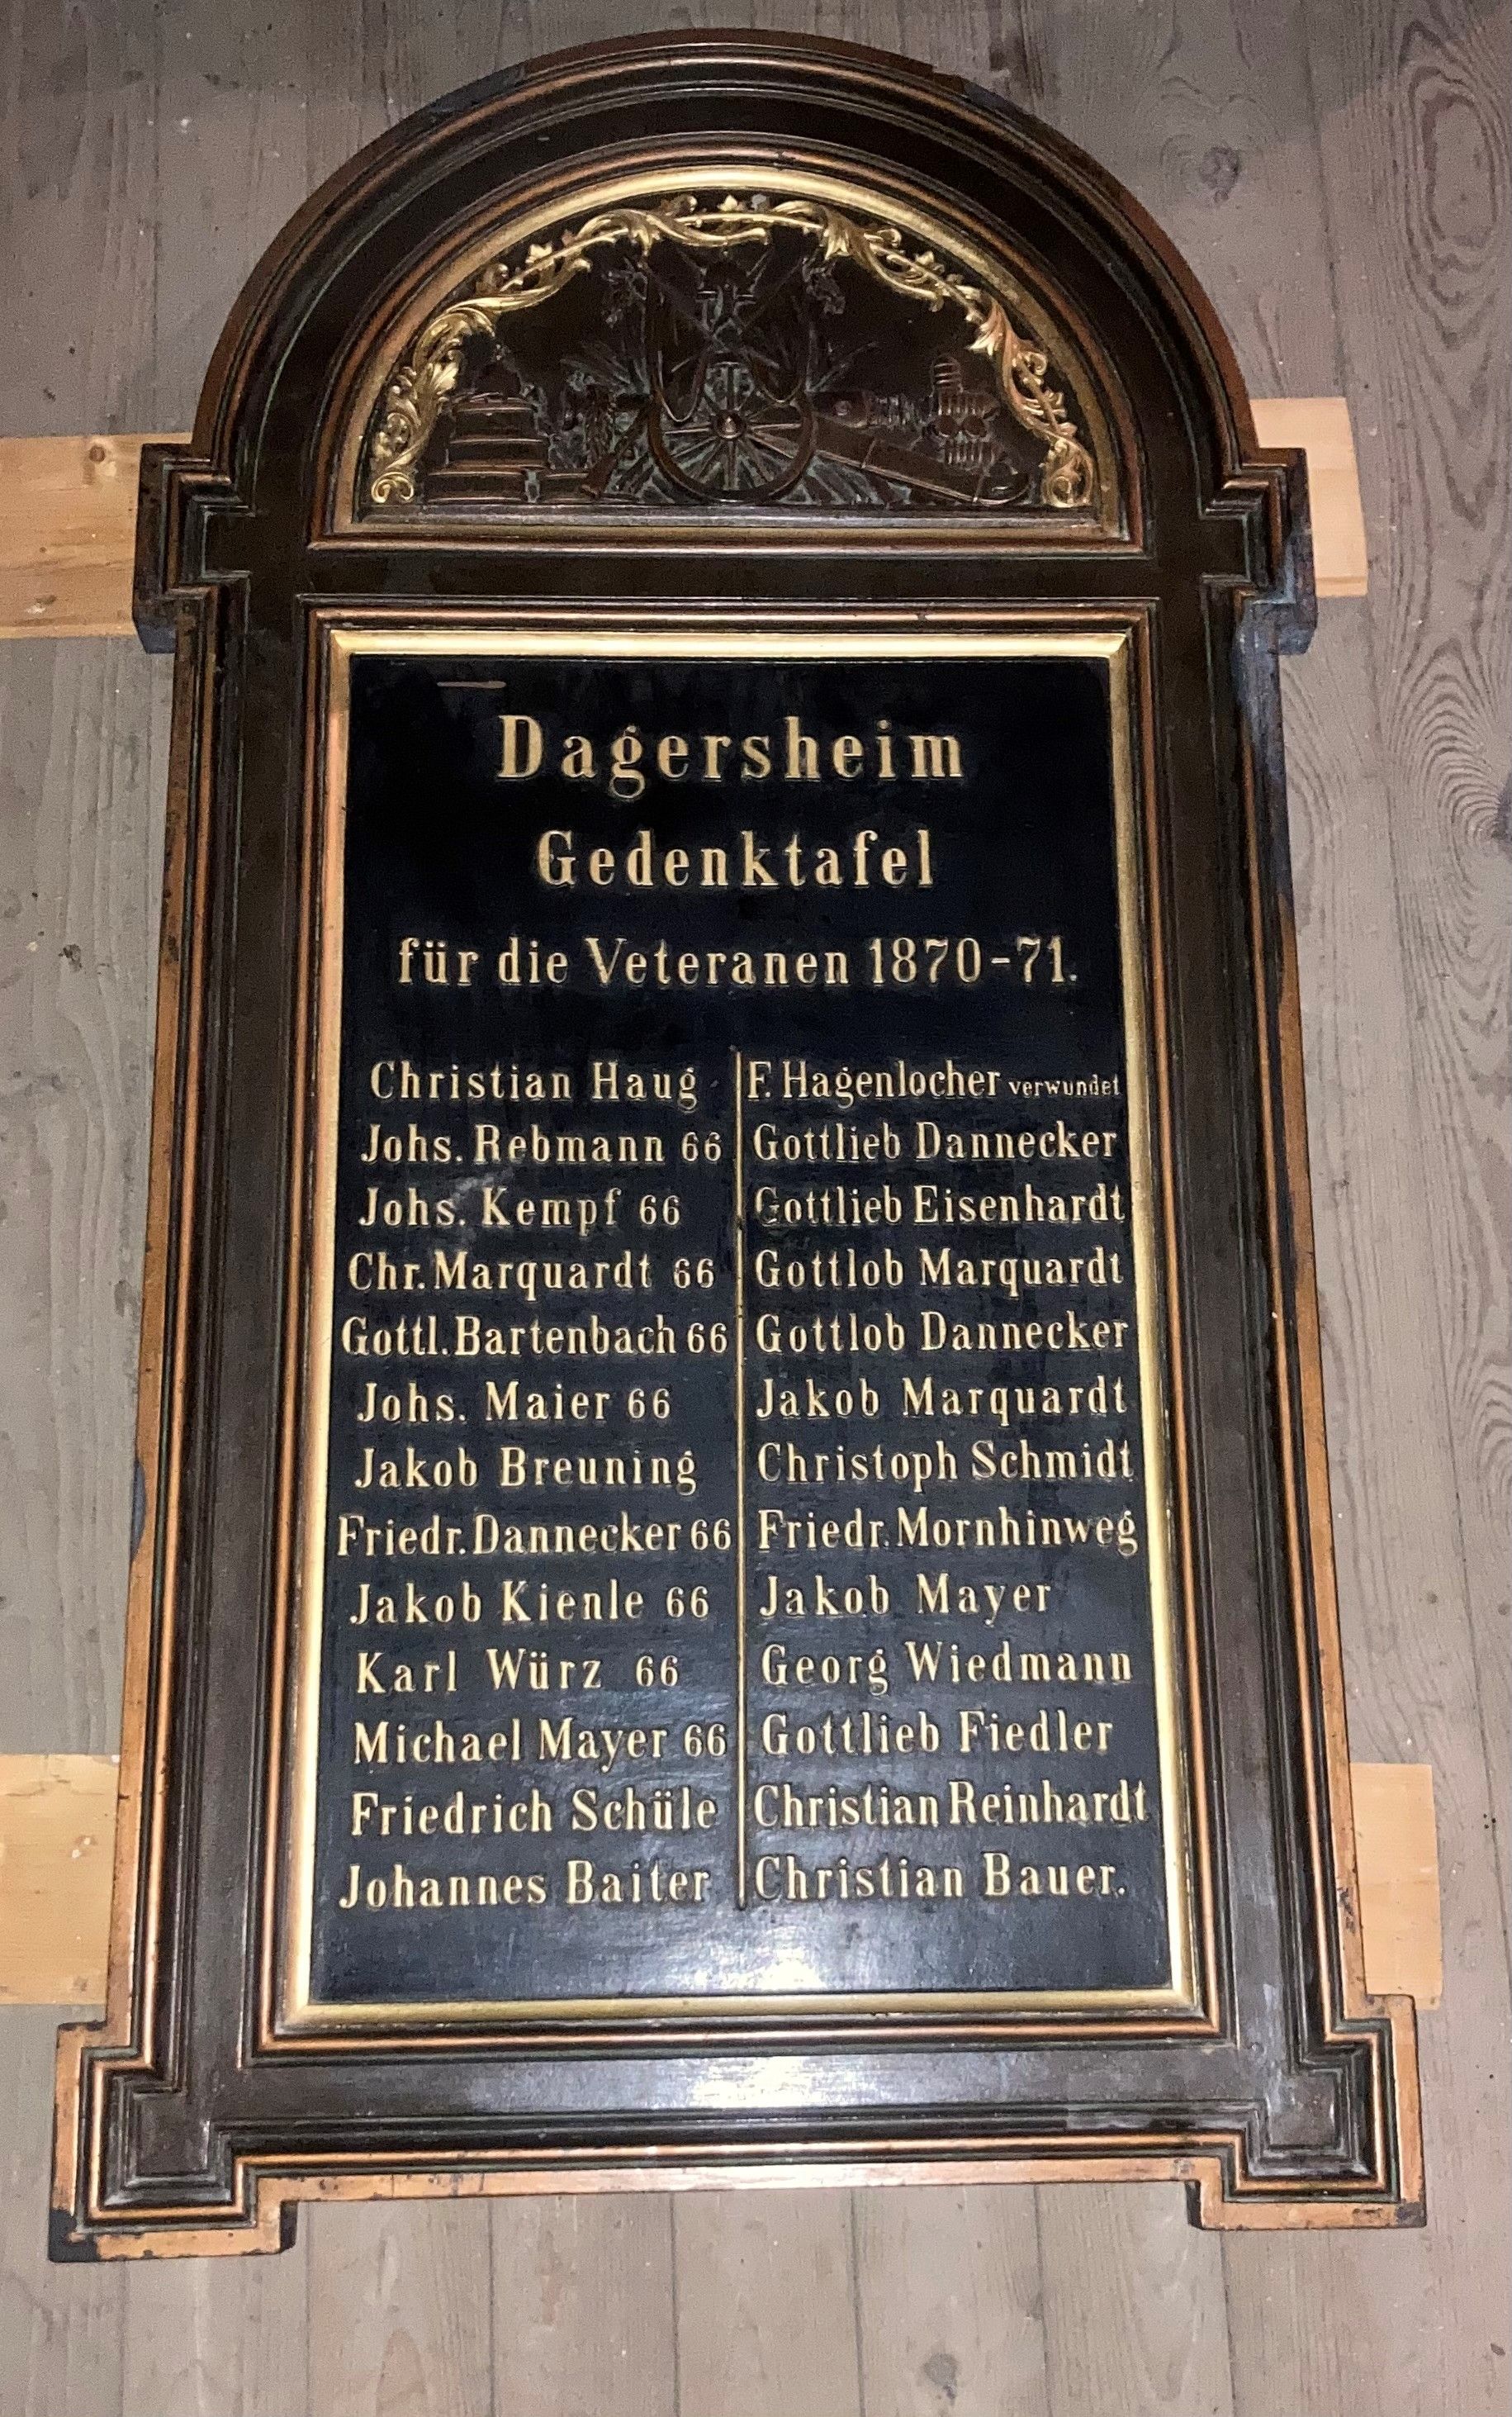 Dagersheim
Gedenktafel
für die Veteranen 1870-71.
Christian Haug
Johs. Rebmann 66
Johs. Kempf 66
Chr. Marquardt 66
Gottl. Bartenbach 66
Johs. Maier 66
Jakob Breuning
Friedr. Dannecker 66
Jakob Kienle 66
Karl Würz 66
Michael Mayer 66
Friedrich Schüle
Johannes Baiter
F. Hagenlocher verwundet
Gottlieb Dannecker
Gottlieb Eisenhardt
Gottlob Marquardt
Gottlob Dannecker
Jakob Marquardt
Christoph Schmidt
Friedr. Mornhinweg
Jakob Mayer
Georg Wiedmann
Gottlieb Fiedler
Christian Reinhardt
Christian Bauer.